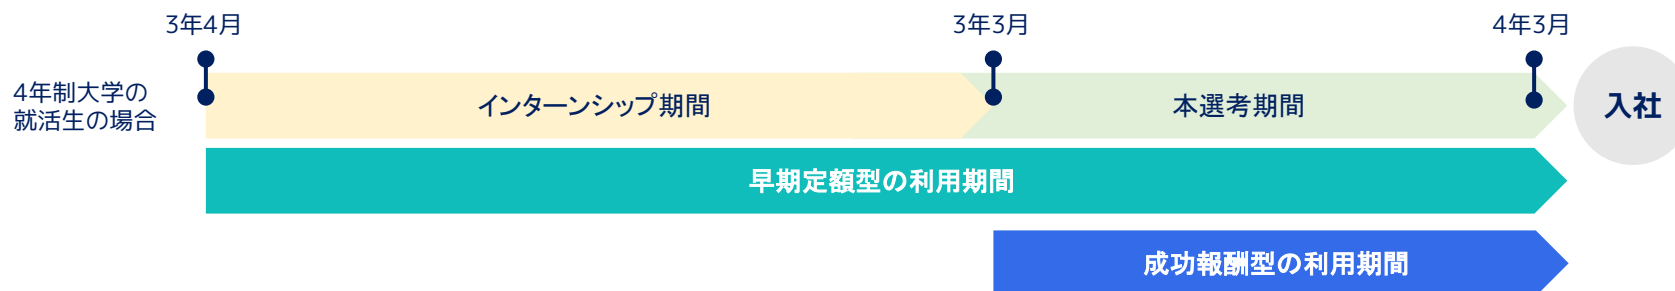 3年4月
3年3月
4年3月
4年制大学の
就活生の場合
インターンシップ期間
本選考期間
入社
早期定額型の利用期間
成功報酬型の利用期間